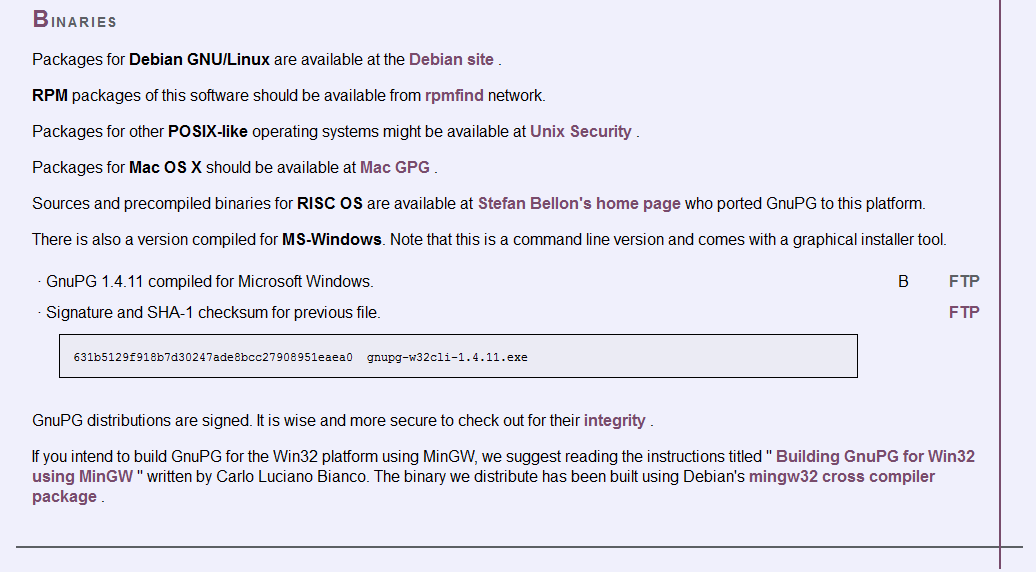 BINARIES
Packages for Debian GNU/Linux are available at the Debian site .
RPM packages of this software should be available from rpmfind network.
Packages for other POSIX-like operating systems might be available at Unix Security .
Packages for Mac OS X should be available at Mac GPG .
Sources and precompiled binaries for RISC OS are available at Stefan Bellon's home page who ported GnuPG to this platform.
There is also a version compiled for MS-Windows. Note that this is a command line version and comes with a graphical installer tool.
· GnuPG 1.4.11 compiled for Microsoft Windows. B FTP
· Signature and SHA-1 checksum for previous file. FTP
631b5129f918b7d30247ade8bcc27908951eaea0  gnupg-w32cli-1.4.11.exe
GnuPG distributions are signed. It is wise and more secure to check out for their integrity .
If you intend to build GnuPG for the Win32 platform using MinGW, we suggest reading the instructions titled " Building GnuPG for Win32
using MinGW " written by Carlo Luciano Bianco. The binary we distribute has been built using Debian's mingw32 cross compiler
package .